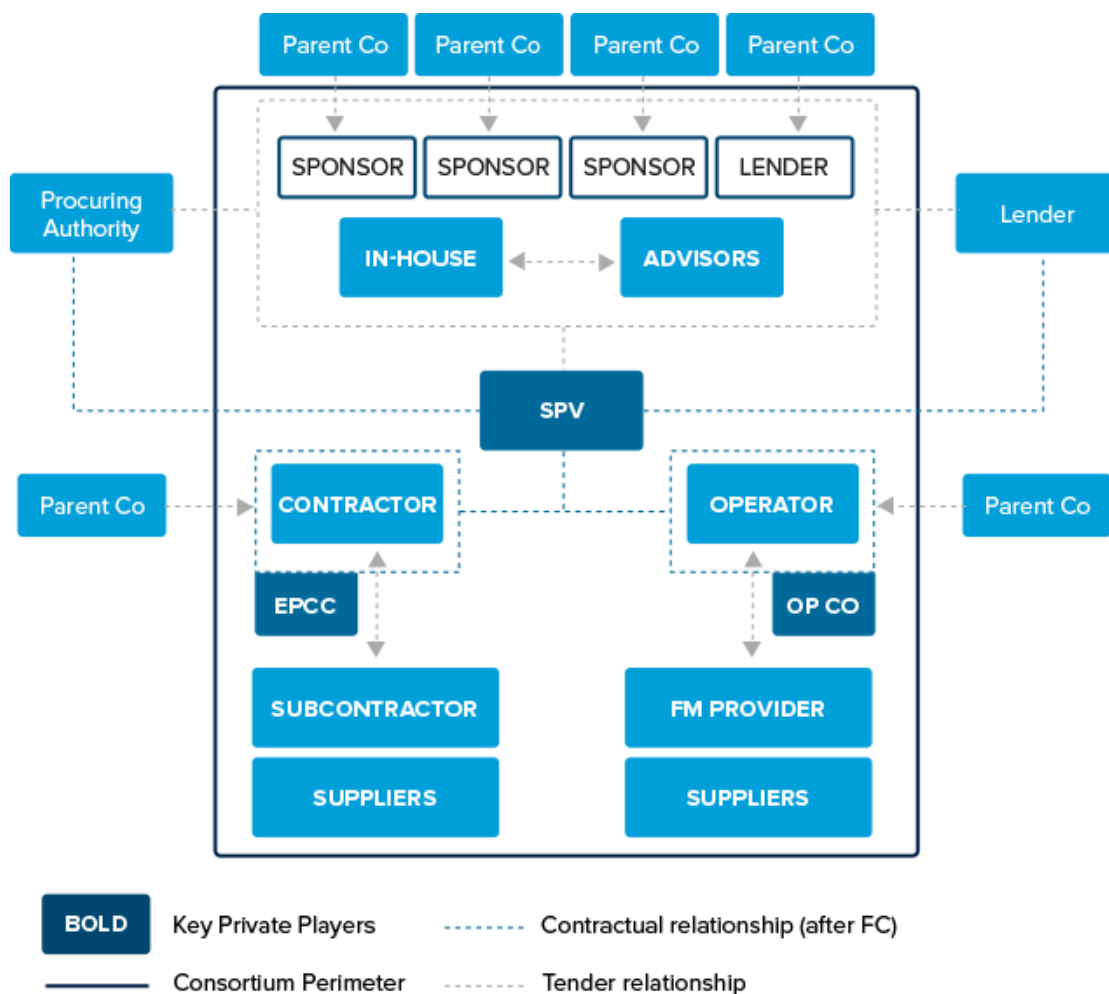 Parent Co
Parent Co
Parent Co
Parent Co
SPONSOR
SPONSOR
SPONSOR
LENDER
Procuring
Authority
Lender
IN-HOUSE
ADVISORS
SPV
Parent Co
CONTRACTOR
OPERATOR
Parent Co
EPCC
OP CO
SUBCONTRACTOR
FM PROVIDER
SUPPLIERS
SUPPLIERS
BOLD
Key Private Players
Contractual relationship (after FC)
Consortium Perimeter
Tender relationship